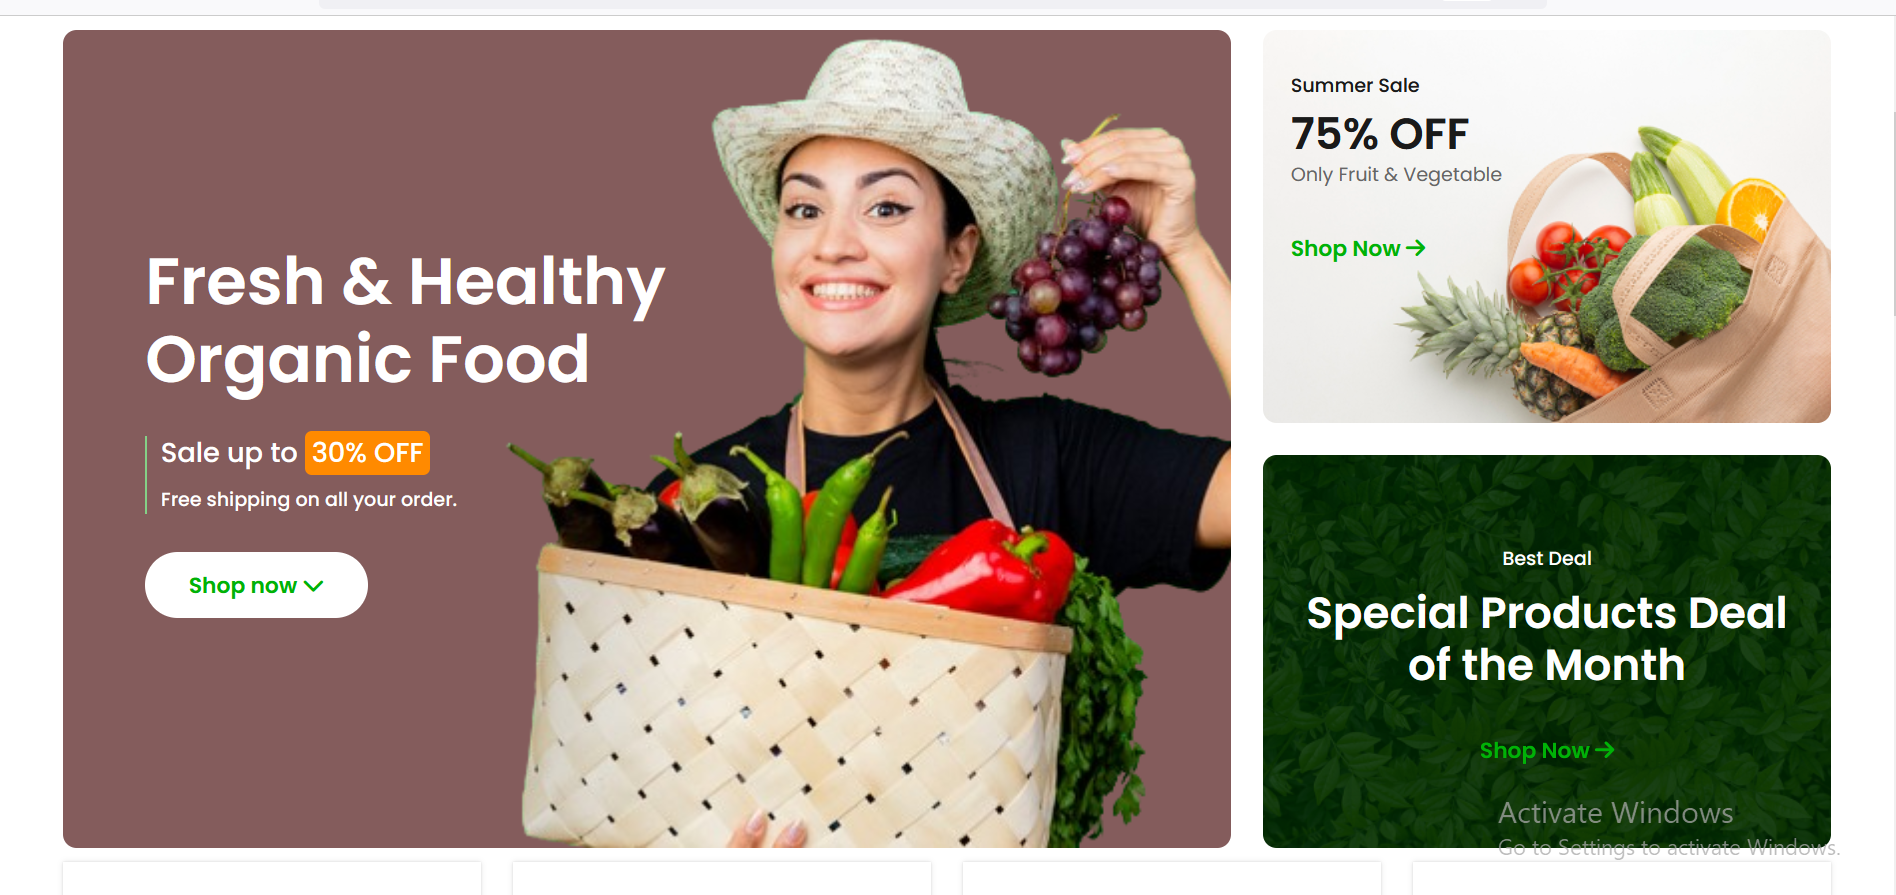 Fresh & Healthy
Organic Food
Sale up to 30% OFF
Free shipping on all your order.
Shop now
Summer Sale
75% OFF
Only Fruit & Vegetable
Shop Now
Best Deal
Special Products Deal
of the Month
Shop Now
Activate Windows
Go to Settings to activate Windows.